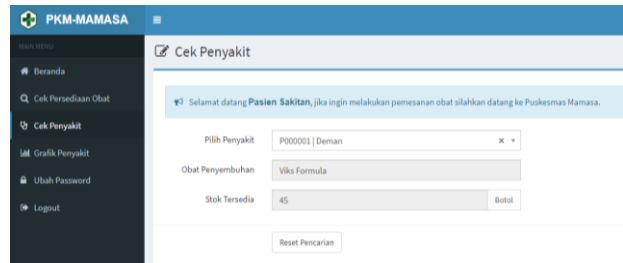 PKM-MAMASA
MAIN MENU
Beranda
Cek Persediaan Obat
Cek Penyakit
Grafik Penyakit
Ubah Password
Logout
Cek Penyakit
Selamat datang Pasien Sakitan, jika ingin melakukan pemesanan obat silahkan datang ke Puskesmas Mamasa.
Pilih Penyakit P000001 | Deman
Obat Penyembuhan Viks Formula
Stok Tersedia 45 Botol
Reset Pencarian